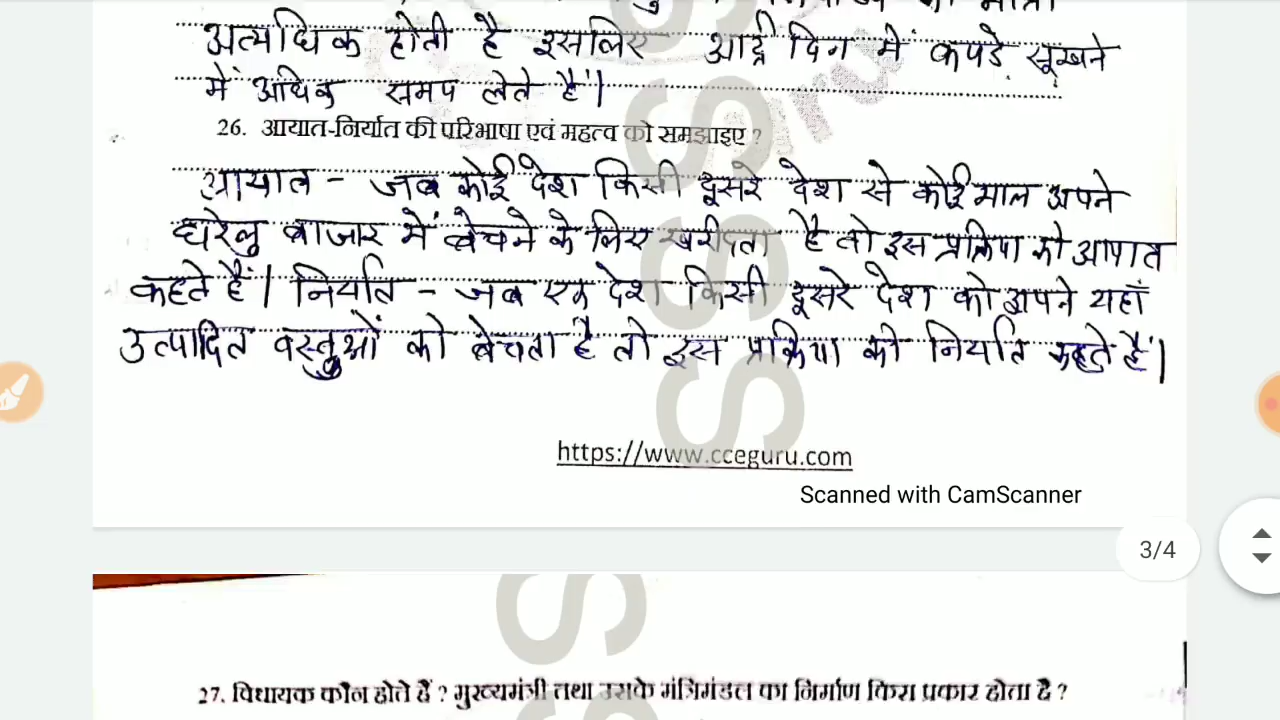 अत्यधिक होती है इसलिए आर्द्र दिन में कपडे सूखने
में अधिक समय लेते हैं।
26. आयात-निर्यात की परिभाषा एवं महत्व को समझाइए ?
आयात - जब कोई देश किसी दूसरे देश से कोई माल अपने
घरेलु बाजार में बेचने के लिए खरीदता है तो इस प्रक्रिया को आयात
कहते हैं। निर्यात - जब एक देश किसी दूसरे देश को अपने यहाँ
उत्पादित वस्तुओं को बेचता है तो इस प्रक्रिया को निर्यात कहते हैं।
https://www.cceguru.com
Scanned with CamScanner
3/4
27. विधायक कौन होते हैं ? मुख्यमंत्री तथा उसके मंत्रिमंडल का निर्माण किस प्रकार होता है ?